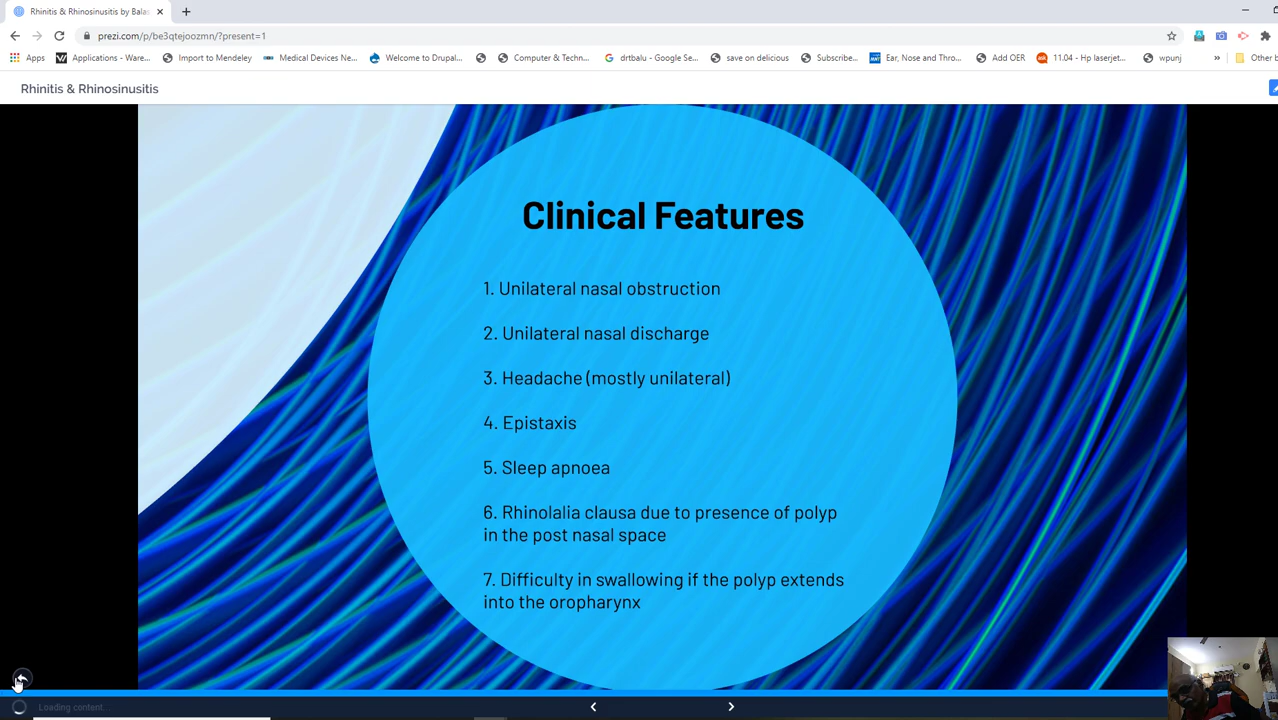 Rhinitis & Rhinosinusitis by Balas
prezi.com/p/be3qtejoozmn/?present=1
Apps Applications - Ware... Import to Mendeley Medical Devices Ne... Welcome to Drupal... Computer & Techn... drtbalu - Google Se... save on delicious Subscribe... Ear, Nose and Thro... Add OER 11.04 - Hp laserjet... wpunj » Other b
Rhinitis & Rhinosinusitis
Clinical Features
1. Unilateral nasal obstruction
2. Unilateral nasal discharge
3. Headache (mostly unilateral)
4. Epistaxis
5. Sleep apnoea
6. Rhinolalia clausa due to presence of polyp
in the post nasal space
7. Difficulty in swallowing if the polyp extends
into the oropharynx
Loading content...